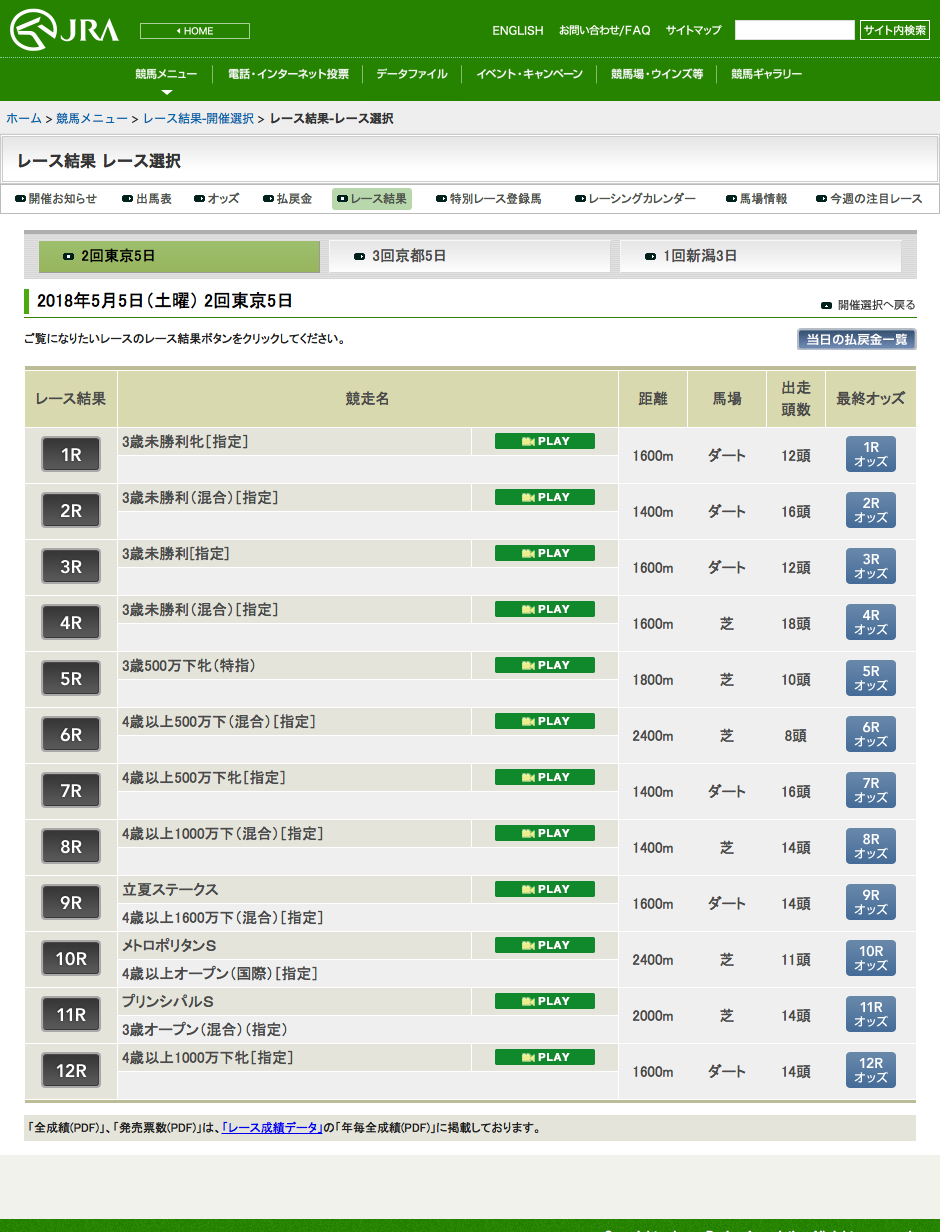 JRA
HOME
ENGLISH お問い合わせ/FAQ サイトマップ サイト内検索
競馬メニュー 電話・インターネット投票 データファイル イベント・キャンペーン 競馬場・ウインズ等 競馬ギャラリー
ホーム > 競馬メニュー > レース結果-開催選択 > レース結果-レース選択
レース結果 レース選択
開催お知らせ 出馬表 オッズ 払戻金 レース結果 特別レース登録馬 レーシングカレンダー 馬場情報 今週の注目レース
2回東京5日 3回京都5日 1回新潟3日
2018年5月5日(土曜) 2回東京5日
開催選択へ戻る
ご覧になりたいレースのレース結果ボタンをクリックしてください。
当日の払戻金一覧
レース結果 競走名 距離 馬場 出走頭数 最終オッズ
1R 3歳未勝利牝[指定] PLAY 1600m ダート 12頭 1Rオッズ
2R 3歳未勝利(混合)[指定] PLAY 1400m ダート 16頭 2Rオッズ
3R 3歳未勝利[指定] PLAY 1600m ダート 12頭 3Rオッズ
4R 3歳未勝利(混合)[指定] PLAY 1600m 芝 18頭 4Rオッズ
5R 3歳500万下牝(特指) PLAY 1800m 芝 10頭 5Rオッズ
6R 4歳以上500万下(混合)[指定] PLAY 2400m 芝 8頭 6Rオッズ
7R 4歳以上500万下牝[指定] PLAY 1400m ダート 16頭 7Rオッズ
8R 4歳以上1000万下(混合)[指定] PLAY 1400m 芝 14頭 8Rオッズ
9R 立夏ステークス PLAY 1600m ダート 14頭 9Rオッズ
4歳以上1600万下(混合)[指定]
10R メトロポリタンS PLAY 2400m 芝 11頭 10Rオッズ
4歳以上オープン(国際)[指定]
11R プリンシパルS PLAY 2000m 芝 14頭 11Rオッズ
3歳オープン(混合)(指定)
12R 4歳以上1000万下牝[指定] PLAY 1600m ダート 14頭 12Rオッズ
「全成績(PDF)」、「発売票数(PDF)」は、「レース成績データ」の「年毎全成績(PDF)」に掲載しております。